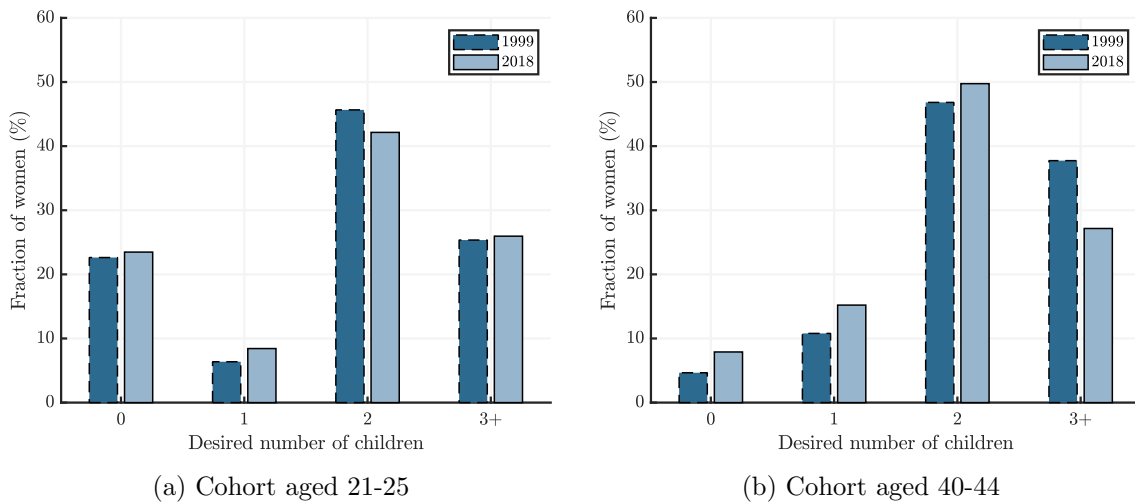 60
50
40
30
20
10
0
Fraction of women (%)
1999
2018
0 1 2 3+
Desired number of children
(a) Cohort aged 21-25
60
50
40
30
20
10
0
Fraction of women (%)
1999
2018
0 1 2 3+
Desired number of children
(b) Cohort aged 40-44